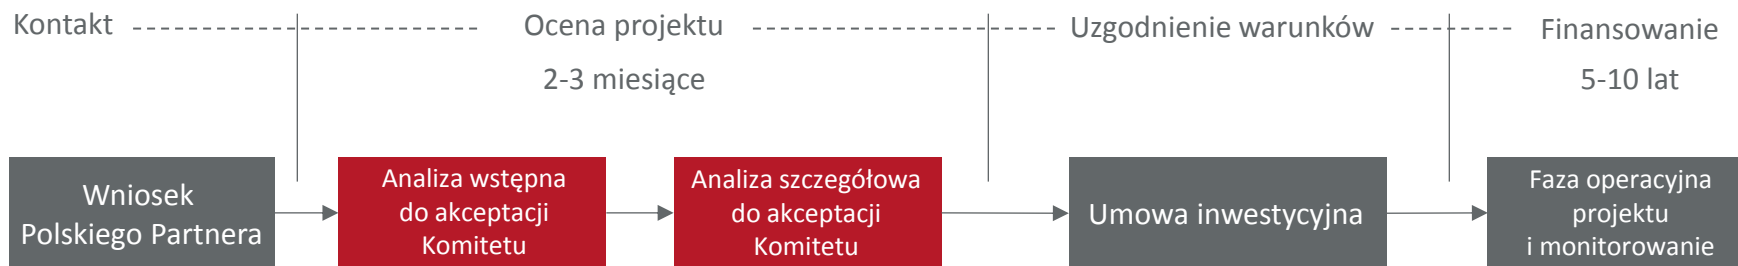 Kontakt
Ocena projektu
2-3 miesiące
Uzgodnienie warunków
Finansowanie
5-10 lat
Wniosek
Polskiego Partnera
Analiza wstępna
do akceptacji
Komitetu
Analiza szczegółowa
do akceptacji
Komitetu
Umowa inwestycyjna
Faza operacyjna
projektu
i monitorowanie